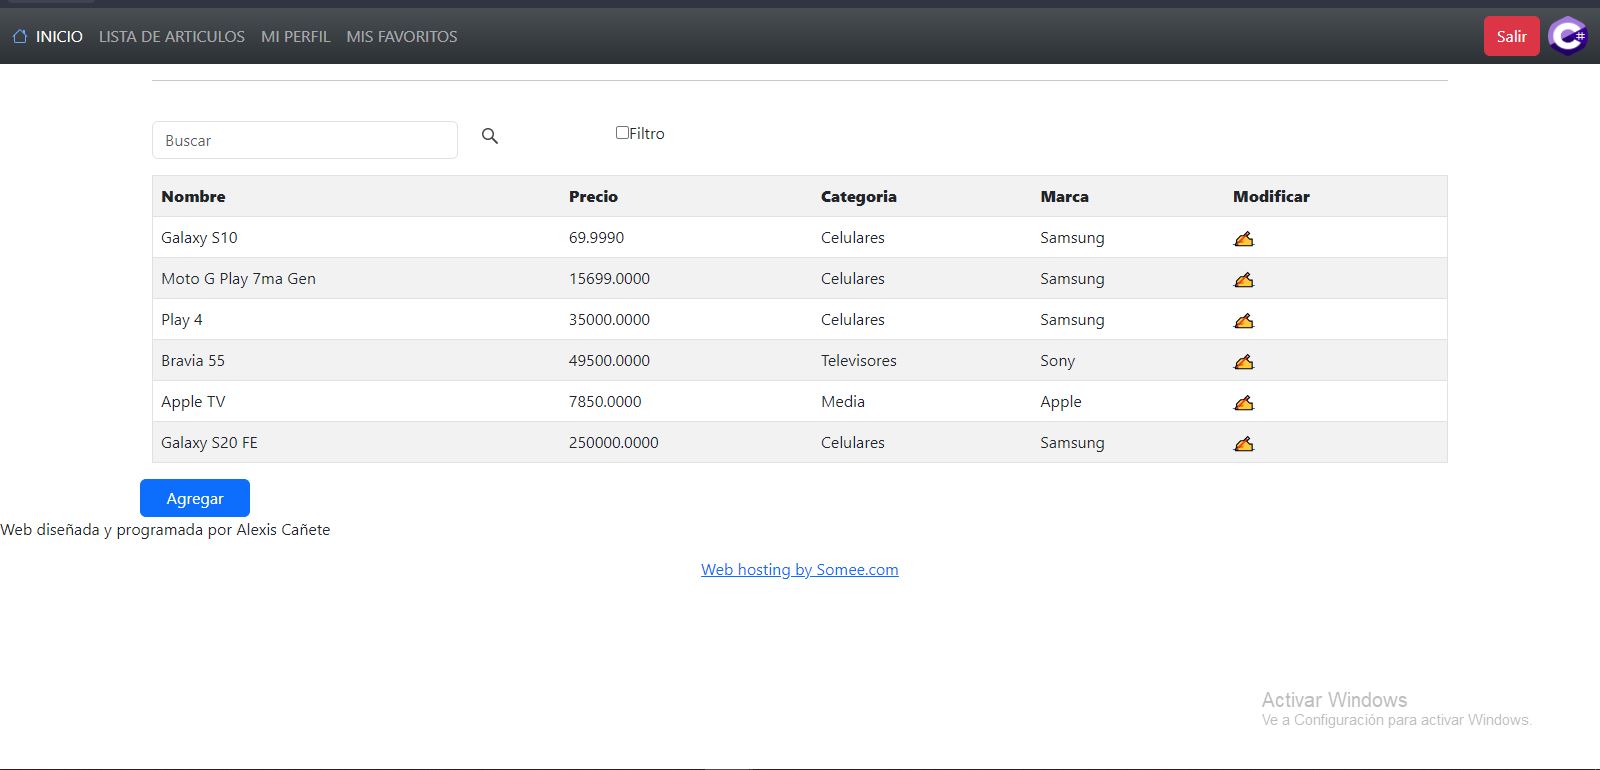 INICIO LISTA DE ARTICULOS MI PERFIL MIS FAVORITOS Salir C#
Buscar Filtro
Nombre Precio Categoria Marca Modificar
Galaxy S10 69.9990 Celulares Samsung
Moto G Play 7ma Gen 15699.0000 Celulares Samsung
Play 4 35000.0000 Celulares Samsung
Bravia 55 49500.0000 Televisores Sony
Apple TV 7850.0000 Media Apple
Galaxy S20 FE 250000.0000 Celulares Samsung
Agregar
Web diseñada y programada por Alexis Cañete
Web hosting by Somee.com
Activar Windows
Ve a Configuración para activar Windows.